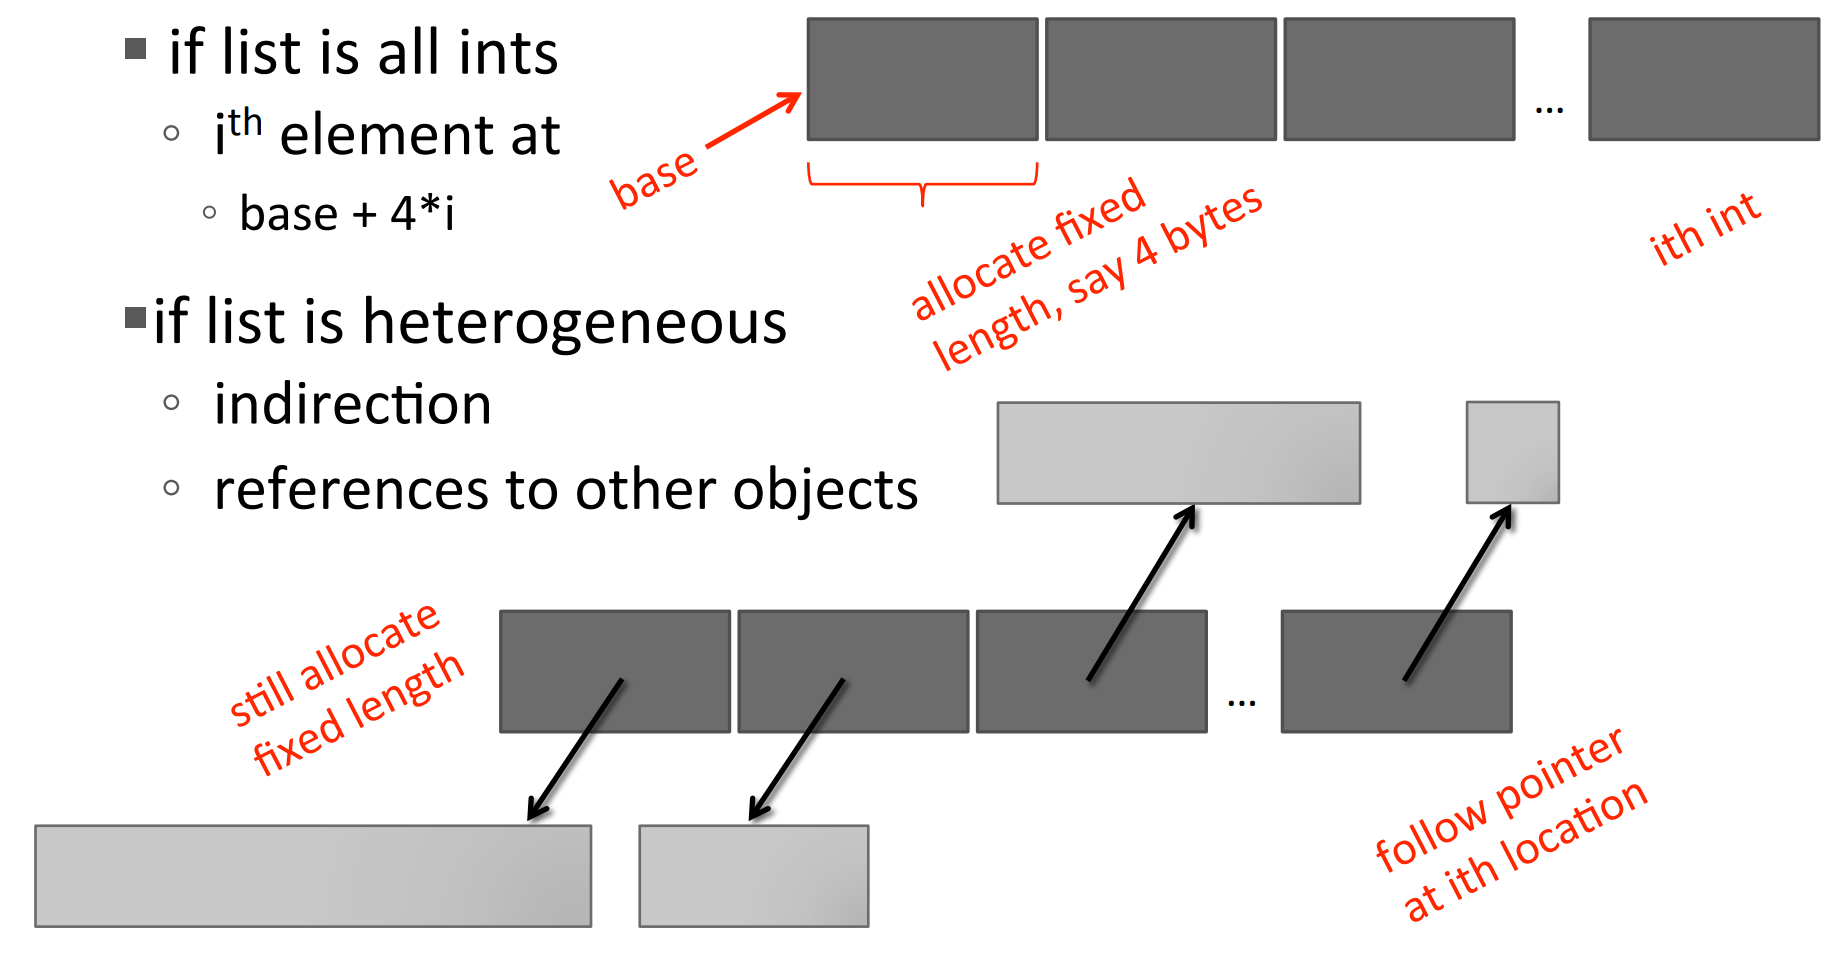 ▪ if list is all ints
◦ iᵗʰ element at
◦ base + 4*i
base
allocate fixed
length, say 4 bytes
...
ith int
▪ if list is heterogeneous
◦ indirection
◦ references to other objects
still allocate
fixed length
...
follow pointer
at ith location